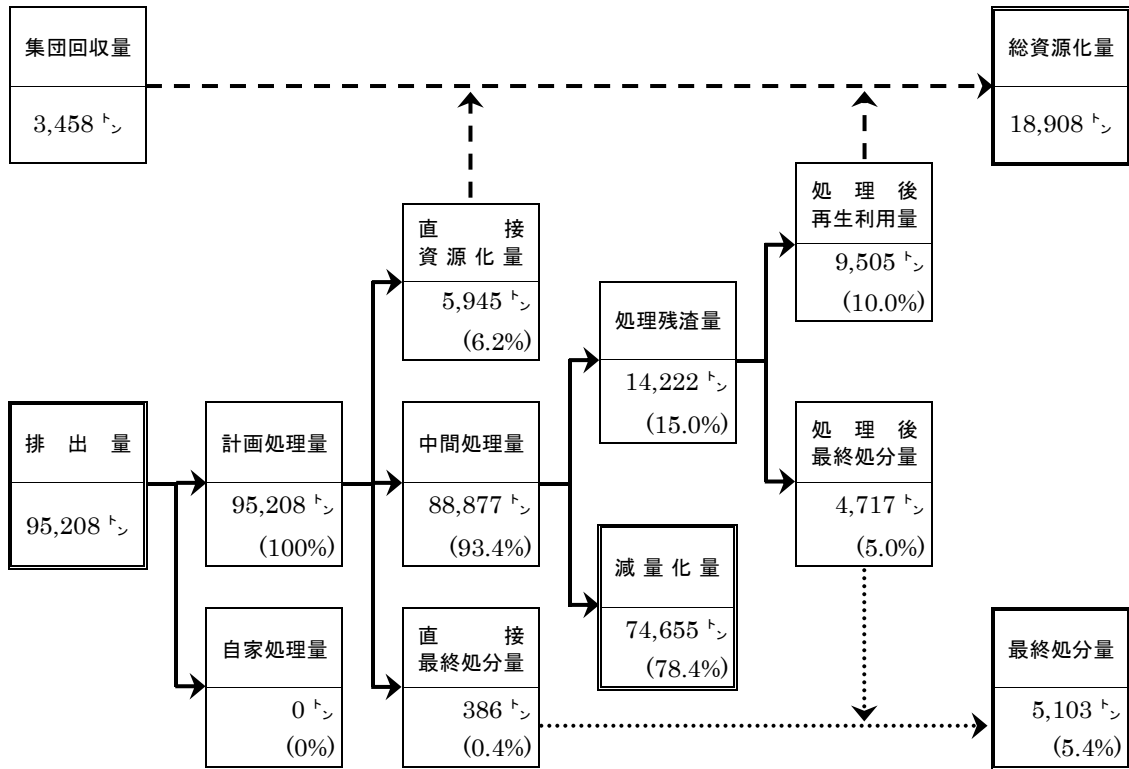 集団回収量
3,458 トン
総資源化量
18,908 トン
直接
資源化量
5,945 トン
(6.2%)
処理後
再生利用量
9,505 トン
(10.0%)
処理残渣量
14,222 トン
(15.0%)
排出量
95,208 トン
計画処理量
95,208 トン
(100%)
中間処理量
88,877 トン
(93.4%)
処理後
最終処分量
4,717 トン
(5.0%)
減量化量
74,655 トン
(78.4%)
自家処理量
0 トン
(0%)
直接
最終処分量
386 トン
(0.4%)
最終処分量
5,103 トン
(5.4%)